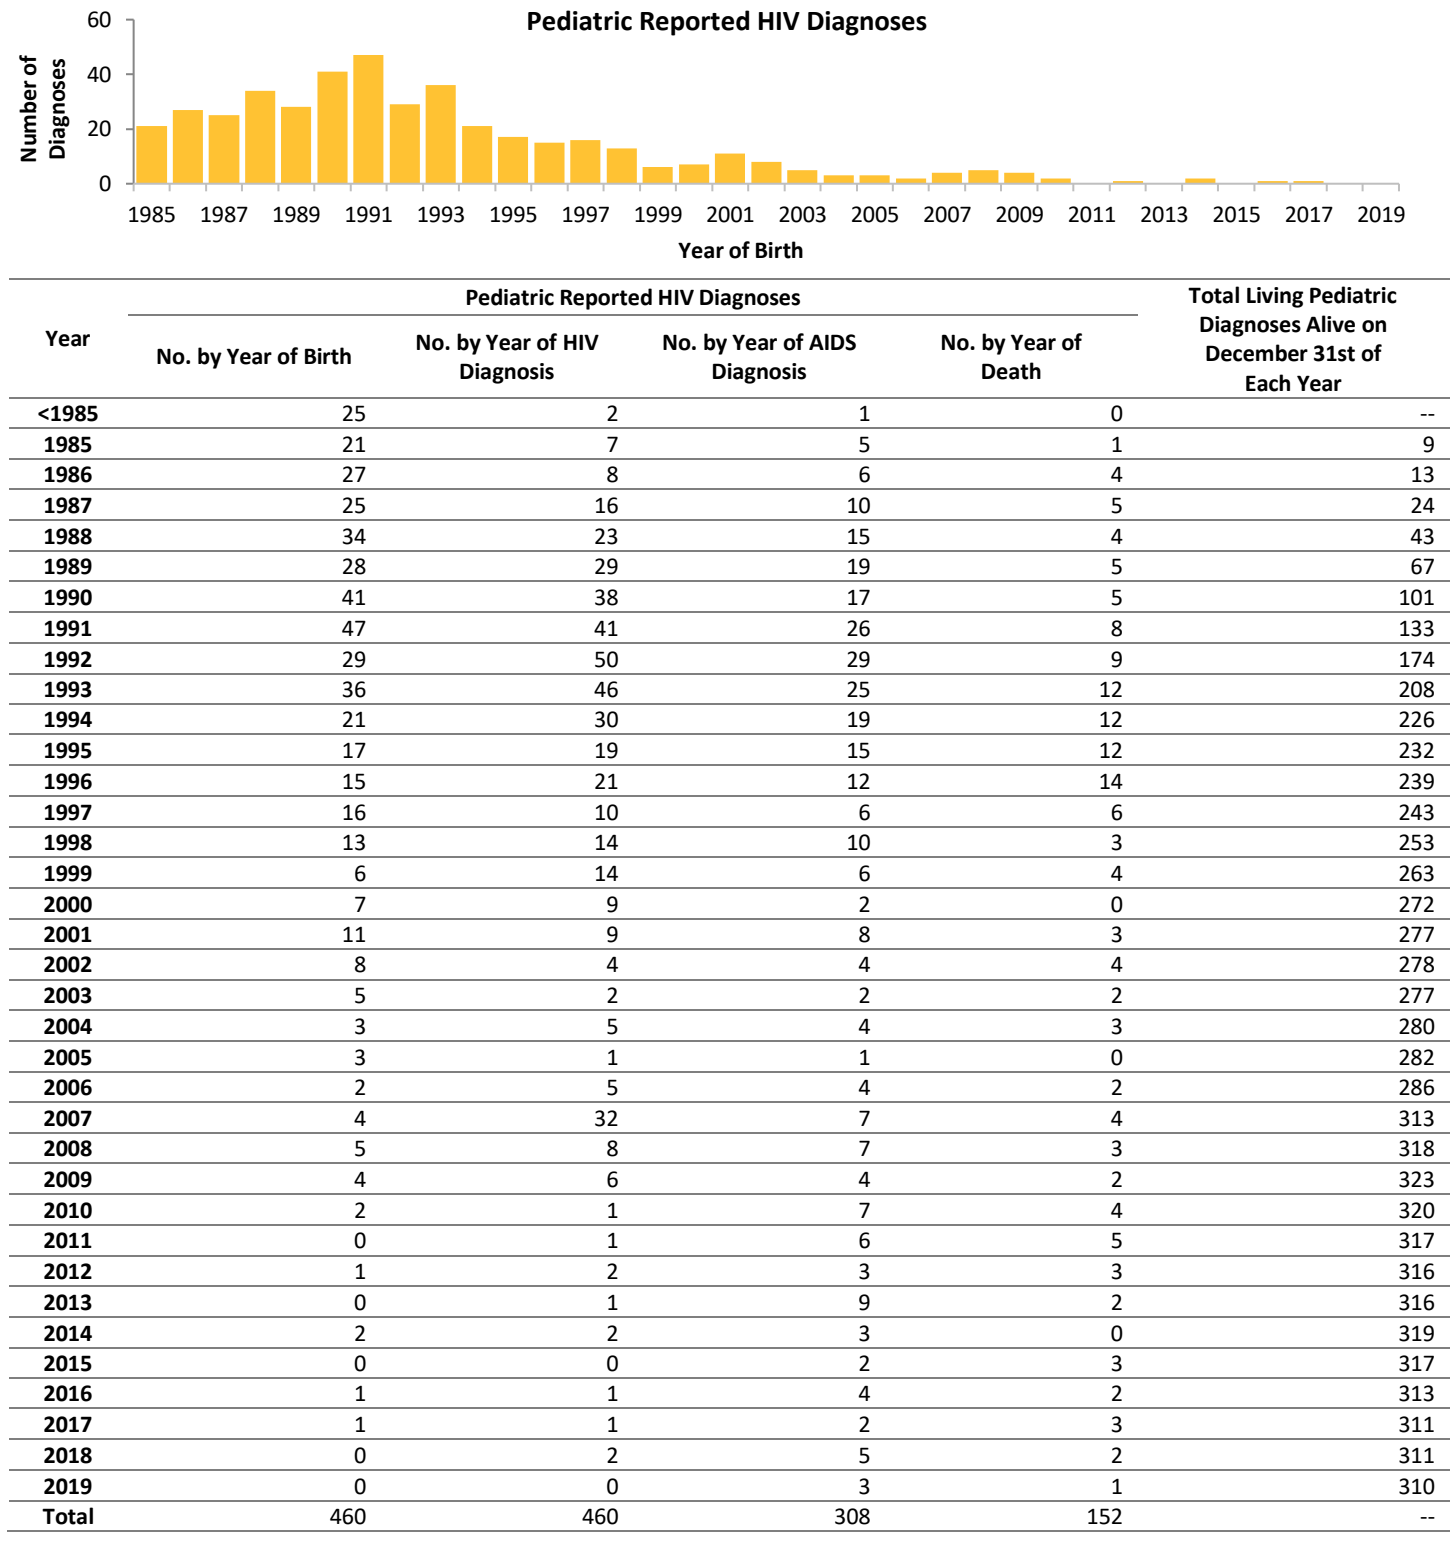 Pediatric Reported HIV Diagnoses
Number of
Diagnoses
60
40
20
0
1985 1987 1989 1991 1993 1995 1997 1999 2001 2003 2005 2007 2009 2011 2013 2015 2017 2019
Year of Birth
Year
Pediatric Reported HIV Diagnoses
No. by Year of Birth
No. by Year of HIV
Diagnosis
No. by Year of AIDS
Diagnosis
No. by Year of
Death
Total Living Pediatric
Diagnoses Alive on
December 31st of
Each Year
<1985 25 2 1 0 --
1985 21 7 5 1 9
1986 27 8 6 4 13
1987 25 16 10 5 24
1988 34 23 15 4 43
1989 28 29 19 5 67
1990 41 38 17 5 101
1991 47 41 26 8 133
1992 29 50 29 9 174
1993 36 46 25 12 208
1994 21 30 19 12 226
1995 17 19 15 12 232
1996 15 21 12 14 239
1997 16 10 6 6 243
1998 13 14 10 3 253
1999 6 14 6 4 263
2000 7 9 2 0 272
2001 11 9 8 3 277
2002 8 4 4 4 278
2003 5 2 2 2 277
2004 3 5 4 3 280
2005 3 1 1 0 282
2006 2 5 4 2 286
2007 4 32 7 4 313
2008 5 8 7 3 318
2009 4 6 4 2 323
2010 2 1 7 4 320
2011 0 1 6 5 317
2012 1 2 3 3 316
2013 0 1 9 2 316
2014 2 2 3 0 319
2015 0 0 2 3 317
2016 1 1 4 2 313
2017 1 1 2 3 311
2018 0 2 5 2 311
2019 0 0 3 1 310
Total 460 460 308 152 --